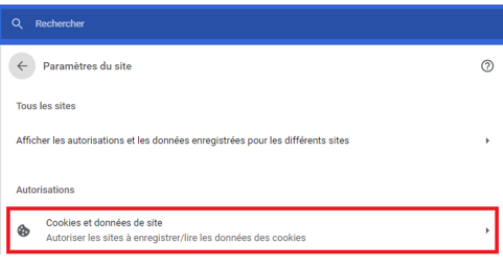 Rechercher
Paramètres du site
Tous les sites
Afficher les autorisations et les données enregistrées pour les différents sites
Autorisations
Cookies et données de site
Autoriser les sites à enregistrer/lire les données des cookies